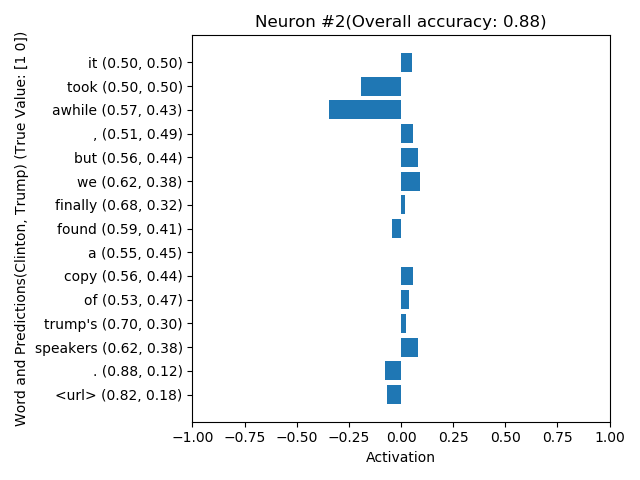 Neuron #2(Overall accuracy: 0.88)
Word and Predictions(Clinton, Trump) (True Value: [1 0])
it (0.50, 0.50)
took (0.50, 0.50)
awhile (0.57, 0.43)
, (0.51, 0.49)
but (0.56, 0.44)
we (0.62, 0.38)
finally (0.68, 0.32)
found (0.59, 0.41)
a (0.55, 0.45)
copy (0.56, 0.44)
of (0.53, 0.47)
trump's (0.70, 0.30)
speakers (0.62, 0.38)
. (0.88, 0.12)
<url> (0.82, 0.18)
−1.00 −0.75 −0.50 −0.25 0.00 0.25 0.50 0.75 1.00
Activation